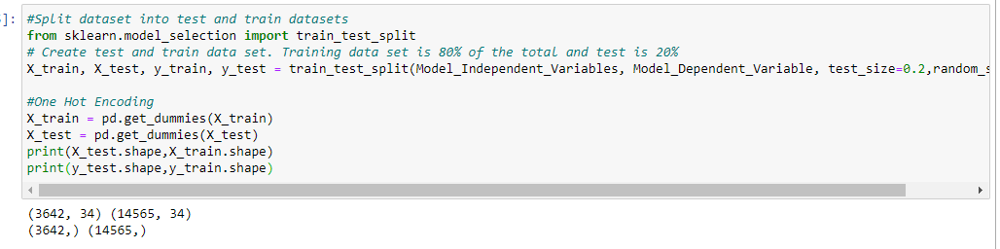 ]: #Split dataset into test and train datasets
from sklearn.model_selection import train_test_split
# Create test and train data set. Training data set is 80% of the total and test is 20%
X_train, X_test, y_train, y_test = train_test_split(Model_Independent_Variables, Model_Dependent_Variable, test_size=0.2,random_s
#One Hot Encoding
X_train = pd.get_dummies(X_train)
X_test = pd.get_dummies(X_test)
print(X_test.shape,X_train.shape)
print(y_test.shape,y_train.shape)
(3642, 34) (14565, 34)
(3642,) (14565,)